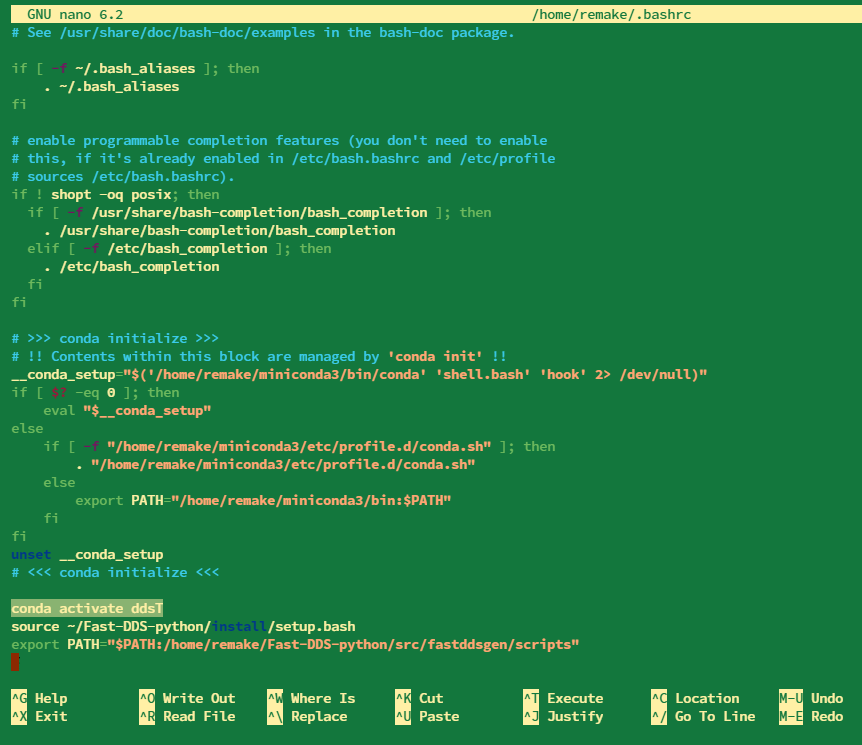 GNU nano 6.2 /home/remake/.bashrc
# See /usr/share/doc/bash-doc/examples in the bash-doc package.
if [ -f ~/.bash_aliases ]; then
    . ~/.bash_aliases
fi
# enable programmable completion features (you don't need to enable
# this, if it's already enabled in /etc/bash.bashrc and /etc/profile
# sources /etc/bash.bashrc).
if ! shopt -oq posix; then
  if [ -f /usr/share/bash-completion/bash_completion ]; then
    . /usr/share/bash-completion/bash_completion
  elif [ -f /etc/bash_completion ]; then
    . /etc/bash_completion
  fi
fi
# >>> conda initialize >>>
# !! Contents within this block are managed by 'conda init' !!
__conda_setup="$('/home/remake/miniconda3/bin/conda' 'shell.bash' 'hook' 2> /dev/null)"
if [ $? -eq 0 ]; then
    eval "$__conda_setup"
else
    if [ -f "/home/remake/miniconda3/etc/profile.d/conda.sh" ]; then
        . "/home/remake/miniconda3/etc/profile.d/conda.sh"
    else
        export PATH="/home/remake/miniconda3/bin:$PATH"
    fi
fi
unset __conda_setup
# <<< conda initialize <<<
conda activate ddsT
source ~/Fast-DDS-python/install/setup.bash
export PATH="$PATH:/home/remake/Fast-DDS-python/src/fastddsgen/scripts"
^G Help ^O Write Out ^W Where Is ^K Cut ^T Execute ^C Location M-U Undo
^X Exit ^R Read File ^\ Replace ^U Paste ^J Justify ^/ Go To Line M-E Redo